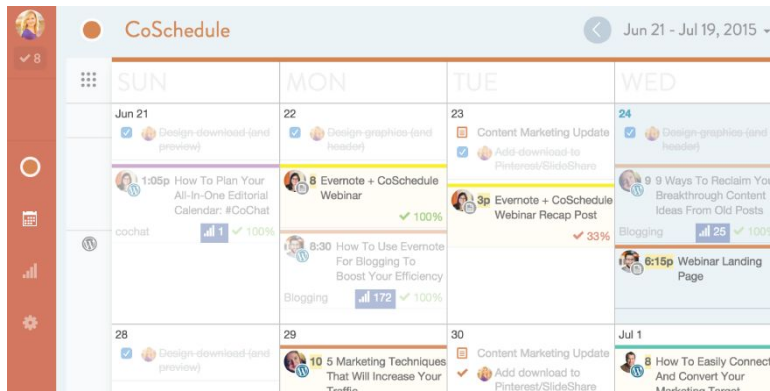 CoSchedule
Jun 21 - Jul 19, 2015
✓ 8
SUN MON TUE WED
Jun 21
Design download (and
preview)
1:05p How To Plan Your
All-In-One Editorial
Calendar: #CoChat
cochat 1 ✓ 100%
22
Design graphics (and
header)
8 Evernote + CoSchedule
Webinar
✓ 100%
8:30 How To Use Evernote
For Blogging To
Boost Your Efficiency
Blogging 172 ✓ 100%
23
Content Marketing Update
Add download to
Pinterest/SlideShare
3p Evernote + CoSchedule
Webinar Recap Post
✓ 33%
24
Design graphics (and
header)
9 9 Ways To Reclaim You
Breakthrough Content
Ideas From Old Posts
Blogging 25 ✓ 100%
6:15p Webinar Landing
Page
28
Design download (and
preview)
29
10 5 Marketing Techniques
That Will Increase Your
Traffic
30
Content Marketing Update
Add download to
Pinterest/SlideShare
Jul 1
8 How To Easily Connect
And Convert Your
Marketing Target